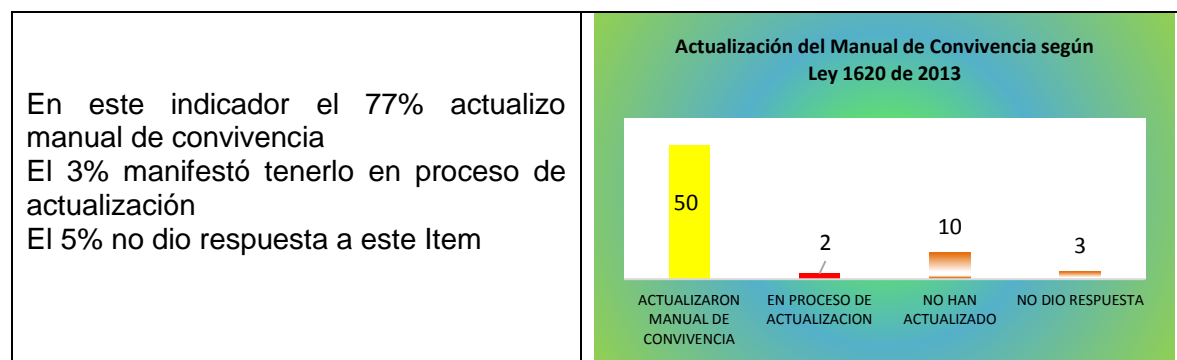 En este indicador el 77% actualizo
manual de convivencia
El 3% manifestó tenerlo en proceso de
actualización
El 5% no dio respuesta a este Item
Actualización del Manual de Convivencia según
Ley 1620 de 2013
50
2
10
3
ACTUALIZARON
MANUAL DE
CONVIVENCIA
EN PROCESO DE
ACTUALIZACION
NO HAN
ACTUALIZADO
NO DIO RESPUESTA